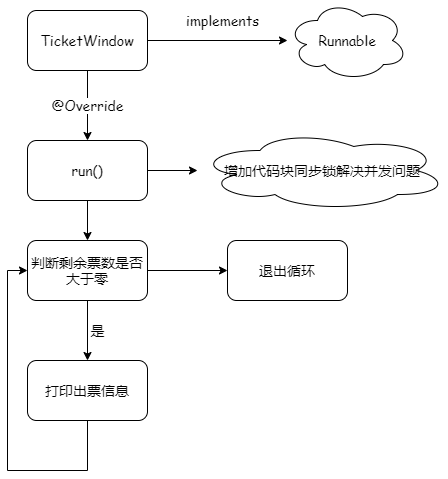 implements
TicketWindow
Runnable
@Override
run()
增加代码块同步锁解决并发问题
判断剩余票数是否
大于零
退出循环
是
打印出票信息